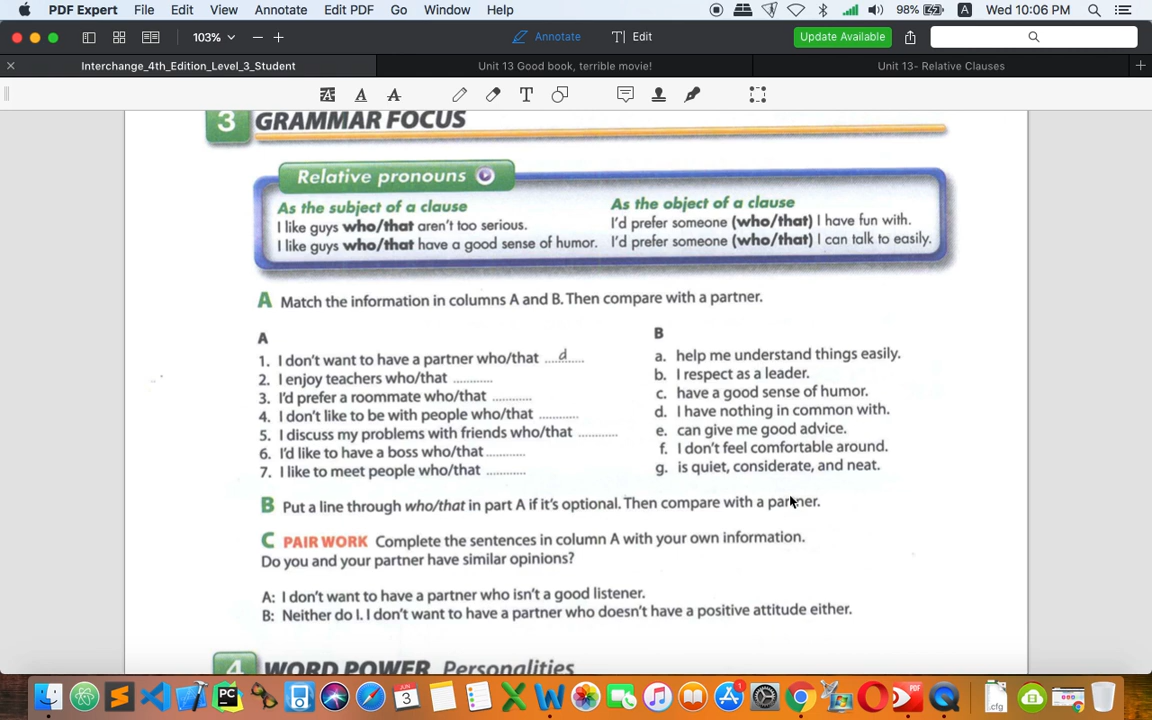 PDF Expert File Edit View Annotate Edit PDF Go Window Help 98% A Wed 10:06 PM
103% Annotate T Edit Update Available
Interchange_4th_Edition_Level_3_Student Unit 13 Good book, terrible movie! Unit 13- Relative Clauses
3 GRAMMAR FOCUS
Relative pronouns
As the subject of a clause
I like guys who/that aren't too serious.
I like guys who/that have a good sense of humor.
As the object of a clause
I'd prefer someone (who/that) I have fun with.
I'd prefer someone (who/that) I can talk to easily.
A Match the information in columns A and B. Then compare with a partner.
A
1. I don't want to have a partner who/that ....d.....
2. I enjoy teachers who/that ............
3. I'd prefer a roommate who/that ............
4. I don't like to be with people who/that ............
5. I discuss my problems with friends who/that ............
6. I'd like to have a boss who/that ............
7. I like to meet people who/that ............
B
a. help me understand things easily.
b. I respect as a leader.
c. have a good sense of humor.
d. I have nothing in common with.
e. can give me good advice.
f. I don't feel comfortable around.
g. is quiet, considerate, and neat.
B Put a line through who/that in part A if it's optional. Then compare with a partner.
C PAIR WORK Complete the sentences in column A with your own information.
Do you and your partner have similar opinions?
A: I don't want to have a partner who isn't a good listener.
B: Neither do I. I don't want to have a partner who doesn't have a positive attitude either.
4 WORD POWER Personalities
JUN
3
PC
PDF
.cfg